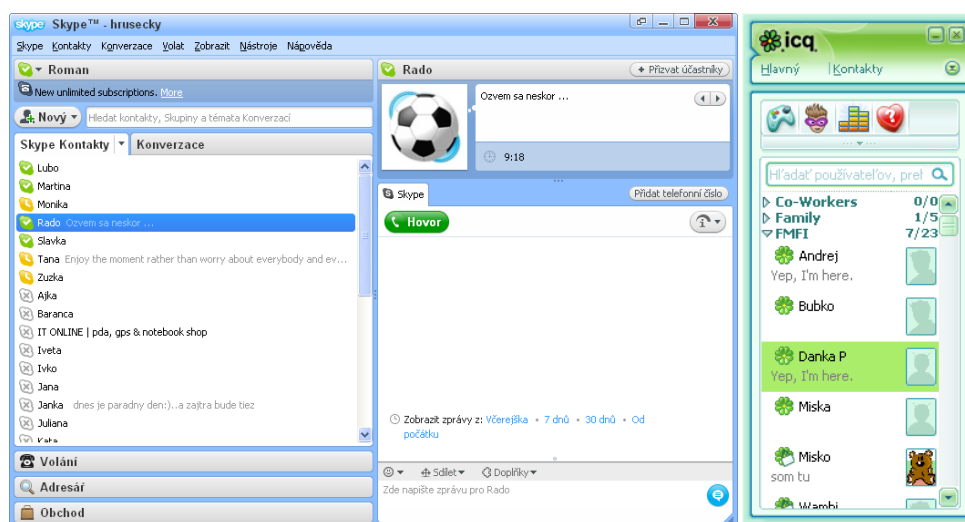 skype Skype™ - hrusecky
Skype Kontakty Konverzace Volat Zobrazit Nástroje Nápověda
Roman
New unlimited subscriptions. More
Nový
Hledat kontakty, Skupiny a témata Konverzací
Skype Kontakty Konverzace
Lubo
Martina
Monika
Rado Ozvem sa neskor ...
Slavka
Tana Enjoy the moment rather than worry about everybody and ev...
Zuzka
Ajka
Baranca
IT ONLINE | pda, gps & notebook shop
Iveta
Ivko
Jana
Janka dnes je paradny den:)..a zajtra bude tiez
Juliana
Kata
Volání
Adresář
Obchod
Rado
+ Přizvat účastníky
Ozvem sa neskor ...
9:18
Skype
Přidat telefonní číslo
Hovor
Zobrazit zprávy z: Včerejška • 7 dnů • 30 dnů • Od
počátku
Sdílet Doplňky
Zde napište zprávu pro Rado
icq
Hlavný Kontakty
Hľadať používateľov, preh
Co-Workers 0/0
Family 1/5
FMFI 7/23
Andrej
Yep, I'm here.
Bubko
Danka P
Yep, I'm here.
Miska
Misko
som tu
Wambi